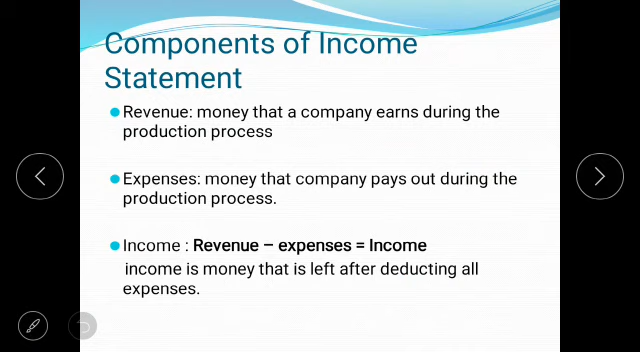 Components of Income
Statement
Revenue: money that a company earns during the
production process
Expenses: money that company pays out during the
production process.
Income : Revenue – expenses = Income
income is money that is left after deducting all
expenses.